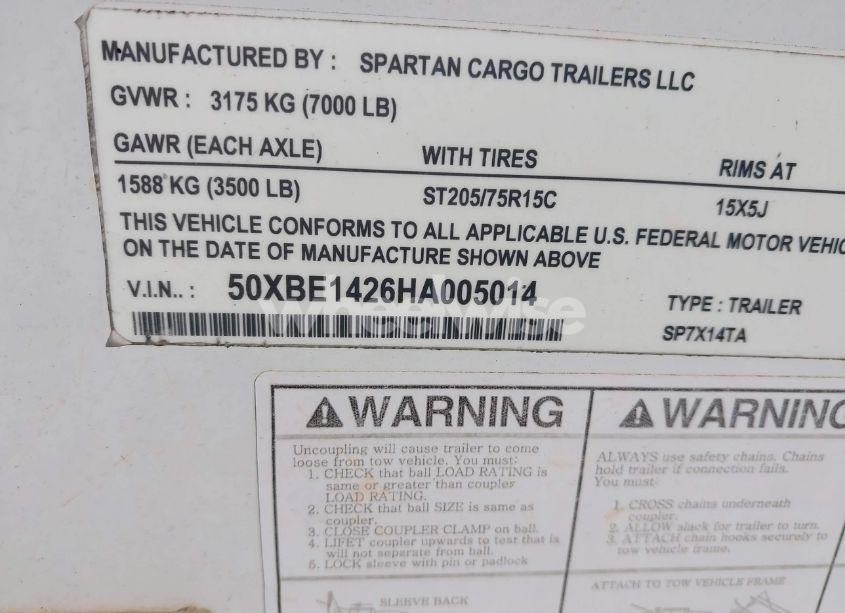 MANUFACTURED BY : SPARTAN CARGO TRAILERS LLC
GVWR : 3175 KG (7000 LB)
GAWR (EACH AXLE) WITH TIRES RIMS AT
1588 KG (3500 LB) ST205/75R15C 15X5J
THIS VEHICLE CONFORMS TO ALL APPLICABLE U.S. FEDERAL MOTOR VEHIC
ON THE DATE OF MANUFACTURE SHOWN ABOVE
V.I.N.. : 50XBE1426HA005014 TYPE : TRAILER
SP7X14TA
wheelwise
WARNING
Uncoupling will cause trailer to come
loose from tow vehicle. You must:
1. CHECK that ball LOAD RATING is
same or greater than coupler
LOAD RATING.
2. CHECK that ball SIZE is same as
coupler.
3. CLOSE COUPLER CLAMP on ball.
4. LIFET coupler upwards to test that is
will not separate from ball.
5. LOCK sleeve with pin or padlock
SLEEVE BACK
WARNING
ALWAYS use safety chains. Chains
hold trailer if connection fails.
You must:
1. CROSS chains underneath
coupler.
2. ALLOW slack for trailer to turn.
3. ATTACH chain hooks securely to
tow vehicle frame.
ATTACH TO TOW VEHICLE FRAME